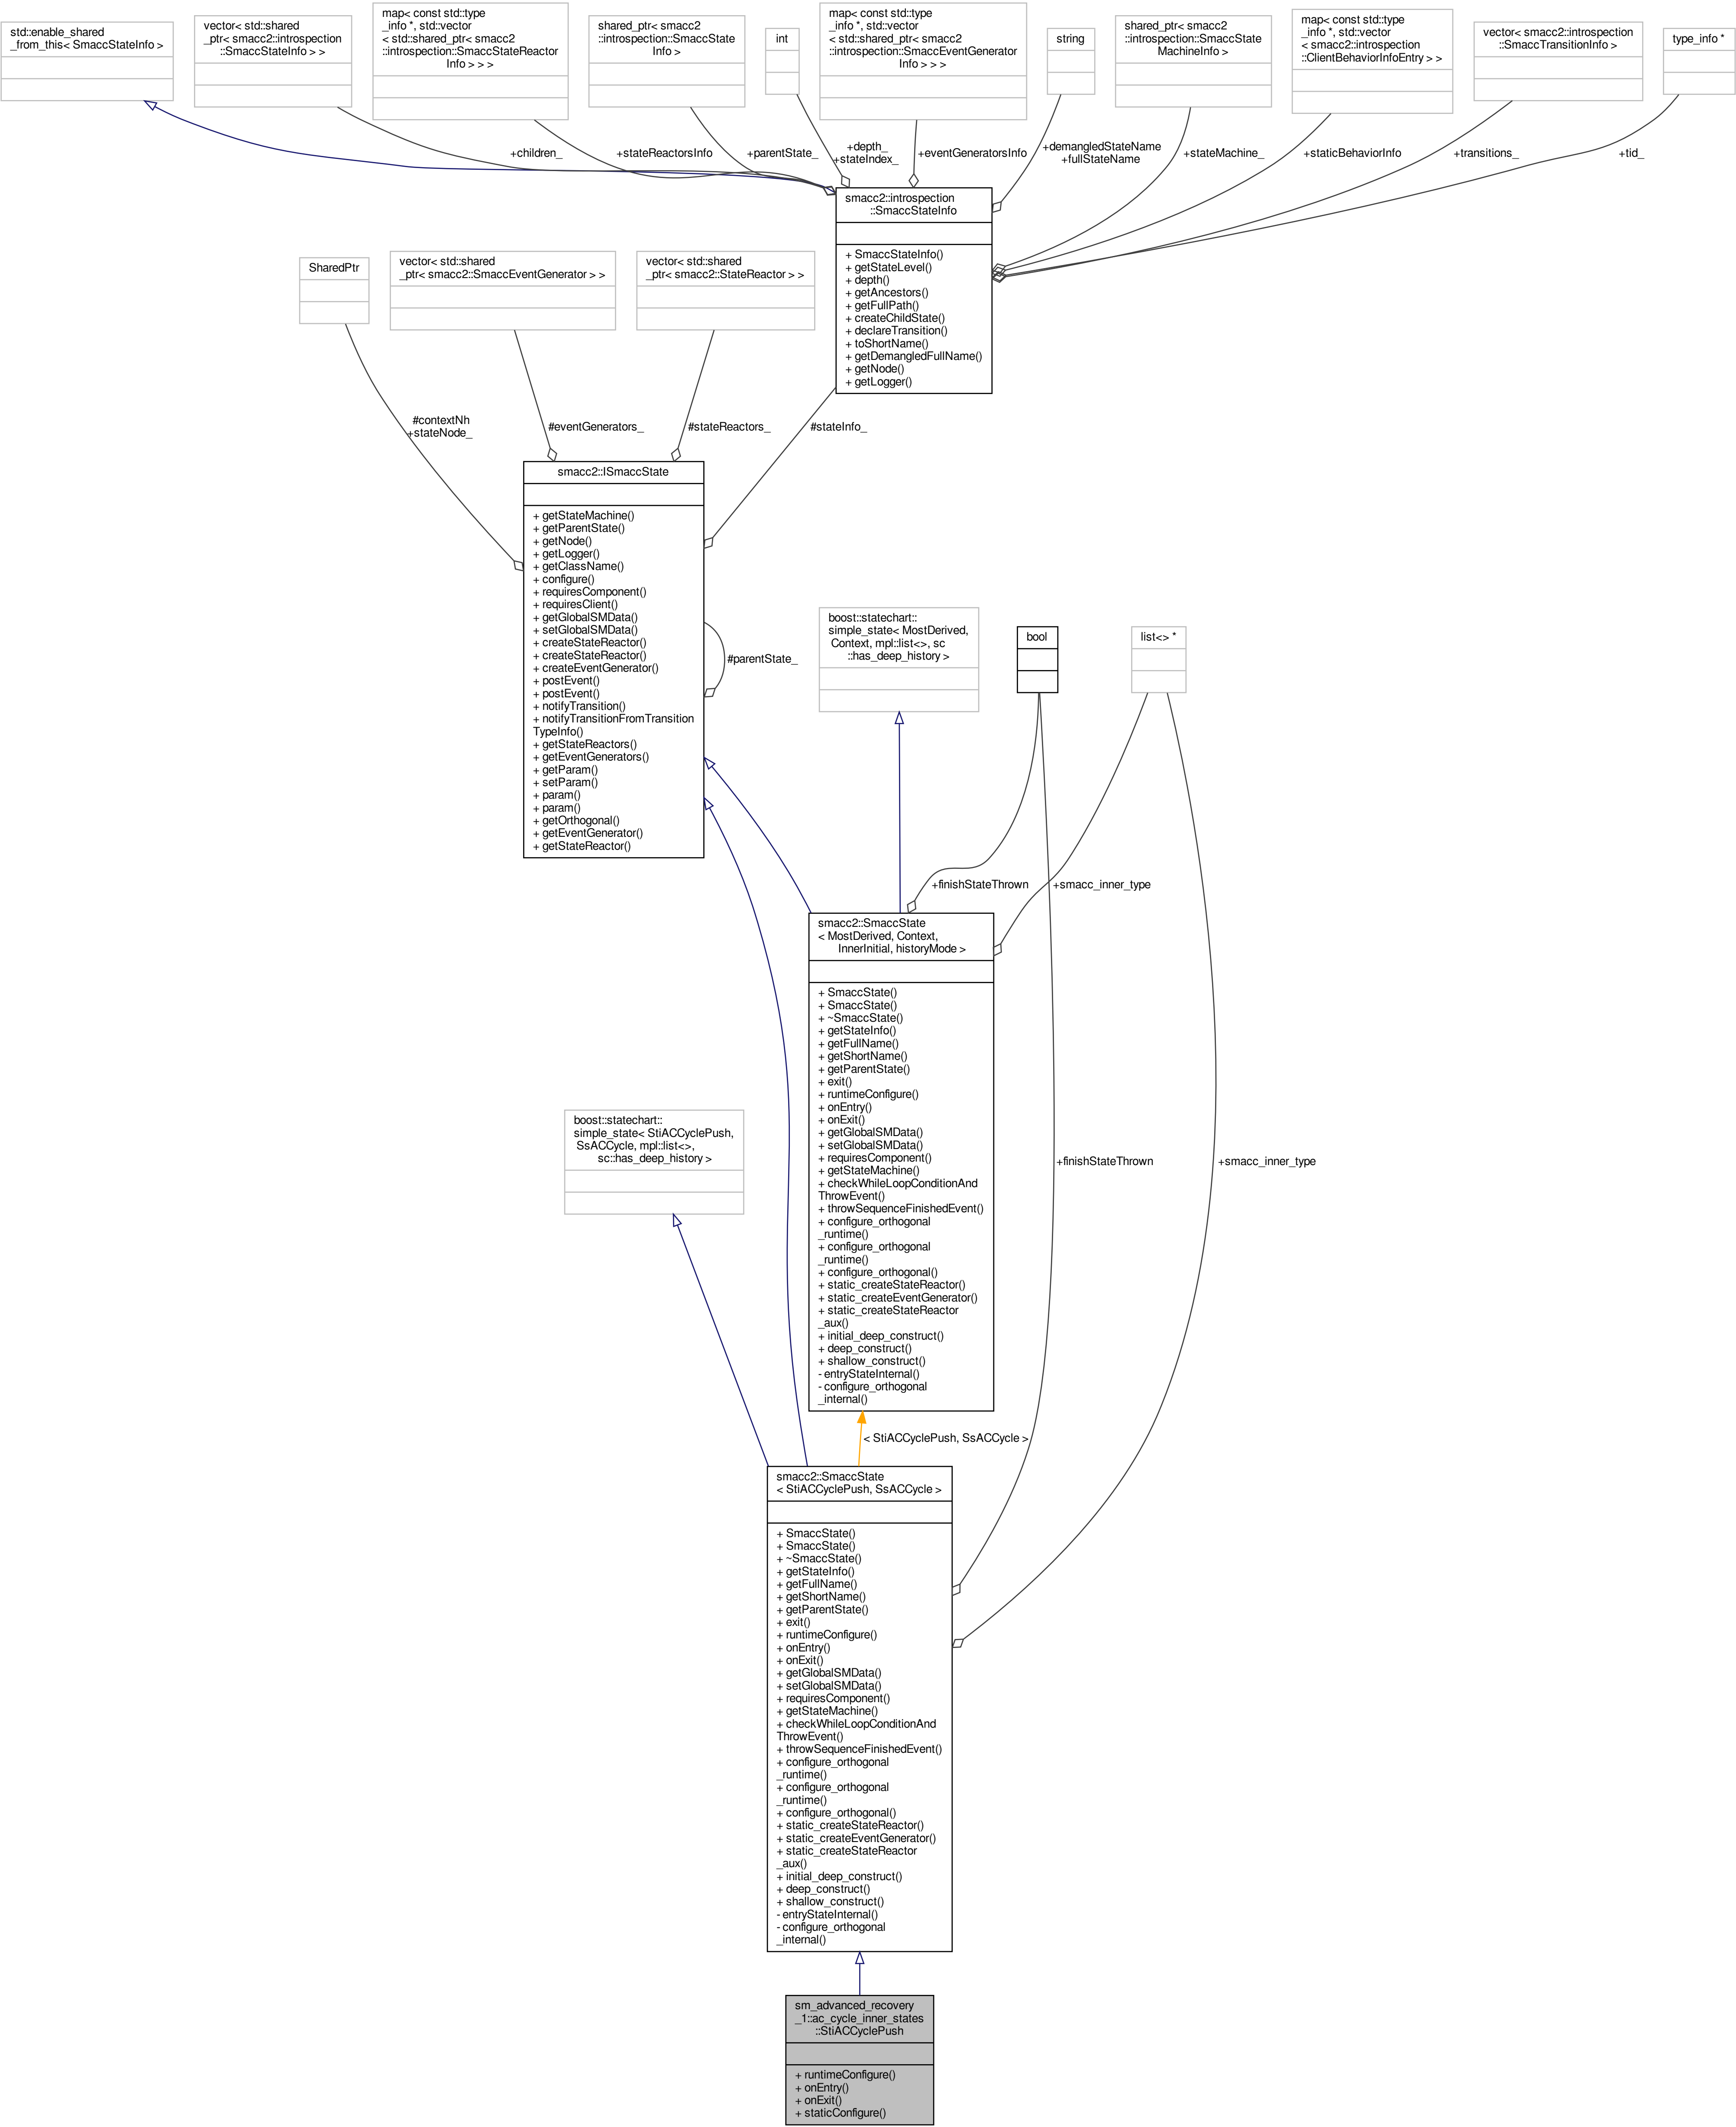 std::enable_shared
_from_this< SmaccStateInfo >
vector< std::shared
_ptr< smacc2::introspection
::SmaccStateInfo > >
map< const std::type
_info *, std::vector
< std::shared_ptr< smacc2
::introspection::SmaccStateReactor
Info > > >
shared_ptr< smacc2
::introspection::SmaccState
Info >
int
map< const std::type
_info *, std::vector
< std::shared_ptr< smacc2
::introspection::SmaccEventGenerator
Info > > >
string
shared_ptr< smacc2
::introspection::SmaccState
MachineInfo >
map< const std::type
_info *, std::vector
< smacc2::introspection
::ClientBehaviorInfoEntry > >
vector< smacc2::introspection
::SmaccTransitionInfo >
type_info *
+children_
+stateReactorsInfo
+parentState_
+depth_
+stateIndex_
+eventGeneratorsInfo
+demangledStateName
+fullStateName
+stateMachine_
+staticBehaviorInfo
+transitions_
+tid_
smacc2::introspection
::SmaccStateInfo
+ SmaccStateInfo()
+ getStateLevel()
+ depth()
+ getAncestors()
+ getFullPath()
+ createChildState()
+ declareTransition()
+ toShortName()
+ getDemangledFullName()
+ getNode()
+ getLogger()
SharedPtr
vector< std::shared
_ptr< smacc2::SmaccEventGenerator > >
vector< std::shared
_ptr< smacc2::StateReactor > >
#contextNh
+stateNode_
#eventGenerators_
#stateReactors_
#stateInfo_
smacc2::ISmaccState
+ getStateMachine()
+ getParentState()
+ getNode()
+ getLogger()
+ getClassName()
+ configure()
+ requiresComponent()
+ requiresClient()
+ getGlobalSMData()
+ setGlobalSMData()
+ createStateReactor()
+ createStateReactor()
+ createEventGenerator()
+ postEvent()
+ postEvent()
+ notifyTransition()
+ notifyTransitionFromTransition
TypeInfo()
+ getStateReactors()
+ getEventGenerators()
+ getParam()
+ setParam()
+ param()
+ param()
+ getOrthogonal()
+ getEventGenerator()
+ getStateReactor()
#parentState_
boost::statechart::
simple_state< MostDerived,
Context, mpl::list<>, sc
::has_deep_history >
bool
list<> *
+finishStateThrown
+smacc_inner_type
smacc2::SmaccState
< MostDerived, Context,
InnerInitial, historyMode >
+ SmaccState()
+ SmaccState()
+ ~SmaccState()
+ getStateInfo()
+ getFullName()
+ getShortName()
+ getParentState()
+ exit()
+ runtimeConfigure()
+ onEntry()
+ onExit()
+ getGlobalSMData()
+ setGlobalSMData()
+ requiresComponent()
+ getStateMachine()
+ checkWhileLoopConditionAnd
ThrowEvent()
+ throwSequenceFinishedEvent()
+ configure_orthogonal
_runtime()
+ configure_orthogonal
_runtime()
+ configure_orthogonal()
+ static_createStateReactor()
+ static_createEventGenerator()
+ static_createStateReactor
_aux()
+ initial_deep_construct()
+ deep_construct()
+ shallow_construct()
- entryStateInternal()
- configure_orthogonal
_internal()
boost::statechart::
simple_state< StiACCyclePush,
SsACCycle, mpl::list<>,
sc::has_deep_history >
+finishStateThrown
+smacc_inner_type
< StiACCyclePush, SsACCycle >
smacc2::SmaccState
< StiACCyclePush, SsACCycle >
+ SmaccState()
+ SmaccState()
+ ~SmaccState()
+ getStateInfo()
+ getFullName()
+ getShortName()
+ getParentState()
+ exit()
+ runtimeConfigure()
+ onEntry()
+ onExit()
+ getGlobalSMData()
+ setGlobalSMData()
+ requiresComponent()
+ getStateMachine()
+ checkWhileLoopConditionAnd
ThrowEvent()
+ throwSequenceFinishedEvent()
+ configure_orthogonal
_runtime()
+ configure_orthogonal
_runtime()
+ configure_orthogonal()
+ static_createStateReactor()
+ static_createEventGenerator()
+ static_createStateReactor
_aux()
+ initial_deep_construct()
+ deep_construct()
+ shallow_construct()
- entryStateInternal()
- configure_orthogonal
_internal()
sm_advanced_recovery
_1::ac_cycle_inner_states
::StiACCyclePush
+ runtimeConfigure()
+ onEntry()
+ onExit()
+ staticConfigure()